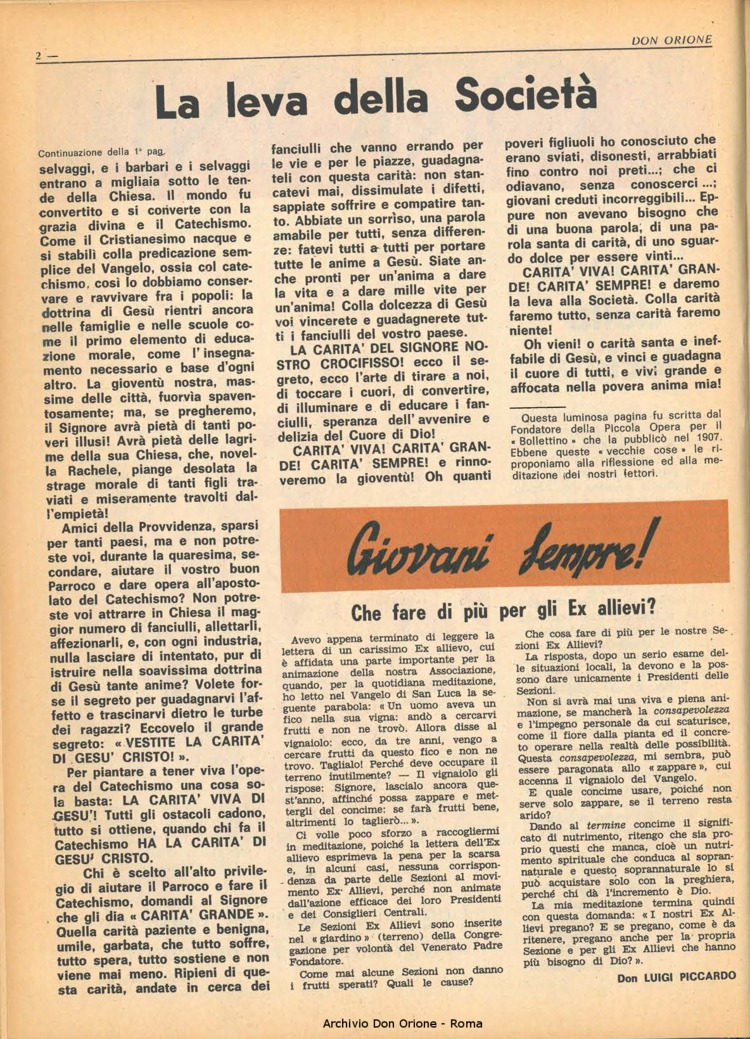 2 —
DON ORIONE
La leva della Società
Continuazione della 1ª pag.
selvaggi, e i barbari e i selvaggi
entrano a migliaia sotto le ten-
de della Chiesa. Il mondo fu
convertito e si converte con la
grazia divina e il Catechismo.
Come il Cristianesimo nacque e
si stabilì colla predicazione sem-
plice del Vangelo, ossia col cate-
chismo, così lo dobbiamo conser-
vare e ravvivare fra i popoli: la
dottrina di Gesù rientri ancora
nelle famiglie e nelle scuole co-
me il primo elemento di educa-
zione morale, come l'insegna-
mento necessario e base d'ogni
altro. La gioventù nostra, mas-
sime delle città, fuorvia spaven-
tosamente; ma, se pregheremo,
il Signore avrà pietà di tanti po-
veri illusi! Avrà pietà delle lagri-
me della sua Chiesa, che, novel-
la Rachele, piange desolata la
strage morale di tanti figli tra-
viati e miseramente travolti dal-
l'empietà!
Amici della Provvidenza, sparsi
per tanti paesi, ma e non potre-
ste voi, durante la quaresima, se-
condare, aiutare il vostro buon
Parroco e dare opera all'aposto-
lato del Catechismo? Non potre-
ste voi attrarre in Chiesa il mag-
gior numero di fanciulli, allettarli,
affezionarli, e, con ogni industria,
nulla lasciare di intentato, pur di
istruire nella soavissima dottrina
di Gesù tante anime? Volete for-
se il segreto per guadagnarvi l'af-
fetto e trascinarvi dietro le turbe
dei ragazzi? Eccovelo il grande
segreto: « VESTITE LA CARITA'
DI GESU' CRISTO! ».
Per piantare a tener viva l'ope-
ra del Catechismo una cosa so-
la basta: LA CARITA' VIVA DI
GESU'! Tutti gli ostacoli cadono,
tutto si ottiene, quando chi fa il
Catechismo HA LA CARITA' DI
GESU' CRISTO.
Chi è scelto all'alto privile-
gio di aiutare il Parroco e fare il
Catechismo, domandi al Signore
che gli dia « CARITA' GRANDE ».
Quella carità paziente e benigna,
umile, garbata, che tutto soffre,
tutto spera, tutto sostiene e non
viene mai meno. Ripieni di que-
sta carità, andate in cerca dei
fanciulli che vanno errando per
le vie e per le piazze, guadagna-
teli con questa carità: non stan-
catevi mai, dissimulate i difetti,
sappiate soffrire e compatire tan-
to. Abbiate un sorriso, una parola
amabile per tutti, senza differen-
ze: fatevi tutti a tutti per portare
tutte le anime a Gesù. Siate an-
che pronti per un'anima a dare
la vita e a dare mille vite per
un'anima! Colla dolcezza di Gesù
voi vincerete e guadagnerete tut-
ti i fanciulli del vostro paese.
LA CARITA' DEL SIGNORE NO-
STRO CROCIFISSO! ecco il se-
greto, ecco l'arte di tirare a noi,
di toccare i cuori, di convertire,
di illuminare e di educare i fan-
ciulli, speranza dell'avvenire e
delizia del Cuore di Dio!
CARITA' VIVA! CARITA' GRAN-
DE! CARITA' SEMPRE! e rinno-
veremo la gioventù! Oh quanti
poveri figliuoli ho conosciuto che
erano sviati, disonesti, arrabbiati
fino contro noi preti...; che ci
odiavano, senza conoscerci ...;
giovani creduti incorreggibili... Ep-
pure non avevano bisogno che
di una buona parola, di una pa-
rola santa di carità, di uno sguar-
do dolce per essere vinti...
CARITA' VIVA! CARITA' GRAN-
DE! CARITA' SEMPRE! e daremo
la leva alla Società. Colla carità
faremo tutto, senza carità faremo
niente!
Oh vieni! o carità santa e inef-
fabile di Gesù, e vinci e guadagna
il cuore di tutti, e vivi grande e
affocata nella povera anima mia!
Questa luminosa pagina fu scritta dal
Fondatore della Piccola Opera per il
« Bollettino » che la pubblicò nel 1907.
Ebbene queste « vecchie cose » le ri-
proponiamo alla riflessione ed alla me-
ditazione dei nostri lettori.
Giovani sempre!
Che fare di più per gli Ex allievi?
Avevo appena terminato di leggere la
lettera di un carissimo Ex allievo, cui
è affidata una parte importante per la
animazione della nostra Associazione,
quando, per la quotidiana meditazione,
ho letto nel Vangelo di San Luca la se-
guente parabola: « Un uomo aveva un
fico nella sua vigna: andò a cercarvi
frutti e non ne trovò. Allora disse al
vignaiolo: ecco, da tre anni, vengo a
cercare frutti da questo fico e non ne
trovo. Taglialo! Perché deve occupare il
terreno inutilmente? — Il vignaiolo gli
rispose: Signore, lascialo ancora que-
st'anno, affinché possa zappare e met-
tergli del concime: se farà frutti bene,
altrimenti lo taglierò... ».
Ci volle poco sforzo a raccogliermi
in meditazione, poiché la lettera dell'Ex
allievo esprimeva la pena per la scarsa
e, in alcuni casi, nessuna corrispon-
denza da parte delle Sezioni al movi-
mento Ex Allievi, perché non animate
dall'azione efficace dei loro Presidenti
e dei Consiglieri Centrali.
Le Sezioni Ex Allievi sono inserite
nel « giardino » (terreno) della Congre-
gazione per volontà del Venerato Padre
Fondatore.
Come mai alcune Sezioni non danno
i frutti sperati? Quali le cause?
Che cosa fare di più per le nostre Se-
zioni Ex Allievi?
La risposta, dopo un serio esame del-
le situazioni locali, la devono e la pos-
sono dare unicamente i Presidenti delle
Sezioni.
Non si avrà mai una viva e piena ani-
mazione, se mancherà la consapevolezza
e l'impegno personale da cui scaturisce,
come il fiore dalla pianta ed il concre-
to operare nella realtà delle possibilità.
Questa consapevolezza, mi sembra, può
essere paragonata allo « zappare », cui
accenna il vignaiolo del Vangelo.
E quale concime usare, poiché non
serve solo zappare, se il terreno resta
arido?
Dando al termine concime il signifi-
cato di nutrimento, ritengo che sia pro-
prio questi che manca, cioè un nutri-
mento spirituale che conduca al sopran-
naturale e questo soprannaturale lo si
può acquistare solo con la preghiera,
perché chi dà l'incremento è Dio.
La mia meditazione termina quindi
con questa domanda: « I nostri Ex Al-
lievi pregano? E se pregano, come è da
ritenere, pregano anche per la propria
Sezione e per gli Ex Allievi che hanno
più bisogno di Dio? ».
Don LUIGI PICCARDO
Archivio Don Orione - Roma